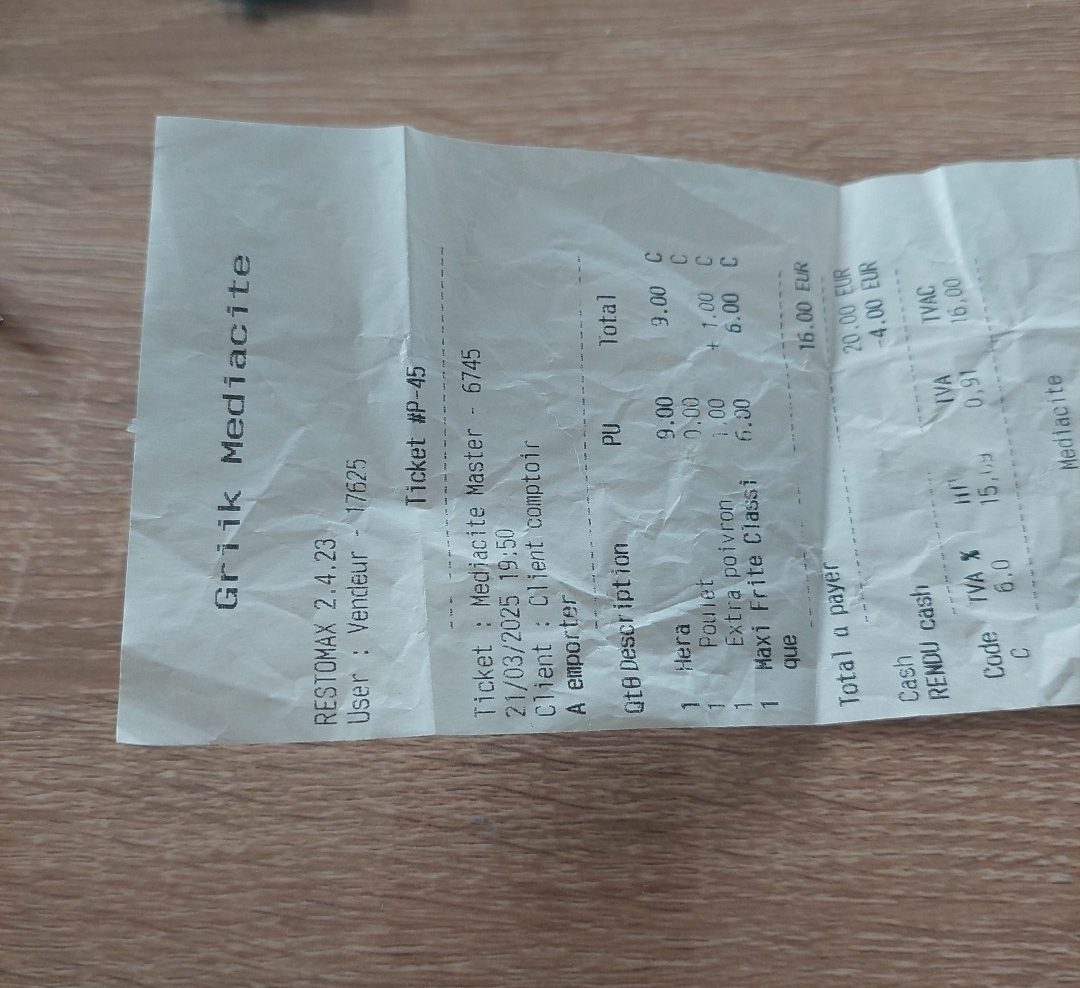 Griik Mediacite
RESTOMAX 2.4.23
User : Vendeur - 17625
Ticket #P-45
Ticket : Mediacite Master - 6745
21/03/2025 19:50
Client : Client comptoir
A emporter
Qté Description PU Total
1 Hera 9.00 9.00 C
1 Poulet 0.00 C
1 Extra poivron 1.00 + 1.00 C
1 Maxi Frite Classi 6.00 6.00 C
que
Total a payer 16.00 EUR
Cash 20.00 EUR
RENDU cash -4.00 EUR
Code TVA % TVA TVAC
C 6.0 15.09 0.91 16.00
Mediacite